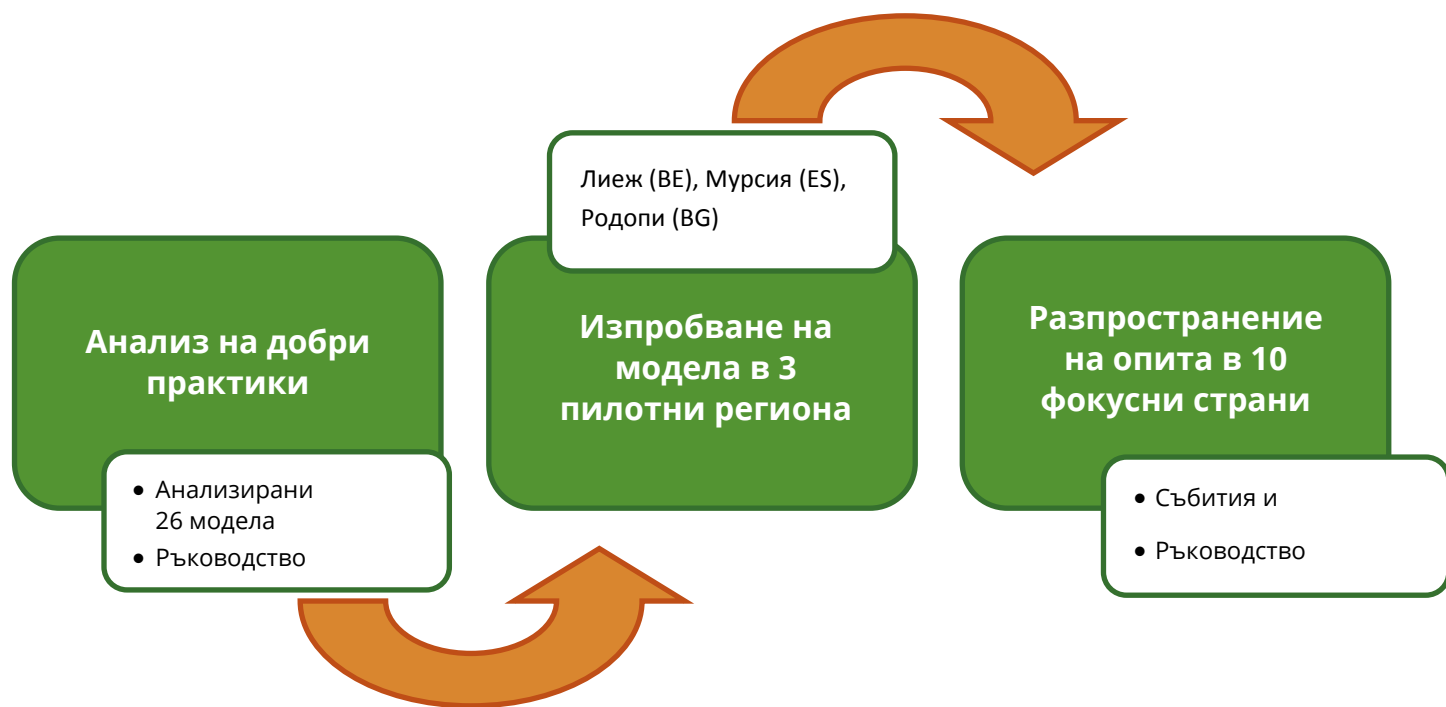 Анализ на добри
практики
• Анализирани
26 модела
• Ръководство
Лиеж (BE), Мурсия (ES),
Родопи (BG)
Изпробване на
модела в 3
пилотни региона
Разпространение
на опита в 10
фокусни страни
• Събития и
• Ръководство